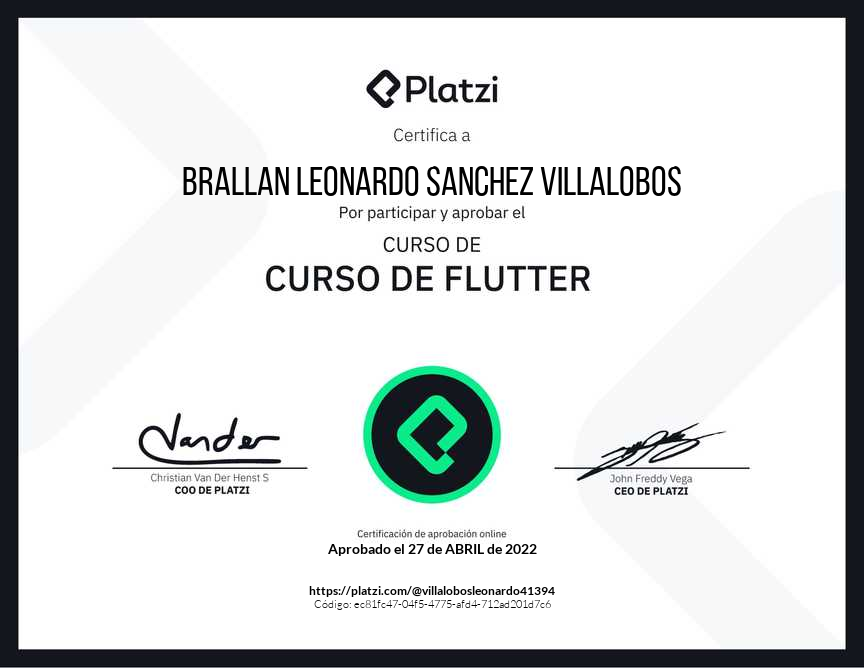 Platzi
Certifica a
BRALLAN LEONARDO SANCHEZ VILLALOBOS
Por participar y aprobar el
CURSO DE
CURSO DE FLUTTER
Vander
Christian Van Der Henst S
COO DE PLATZI
John Freddy Vega
CEO DE PLATZI
Certificación de aprobación online
Aprobado el 27 de ABRIL de 2022
https://platzi.com/@villalobosleonardo41394
Código: ec81fc47-04f5-4775-afd4-712ad201d7c6